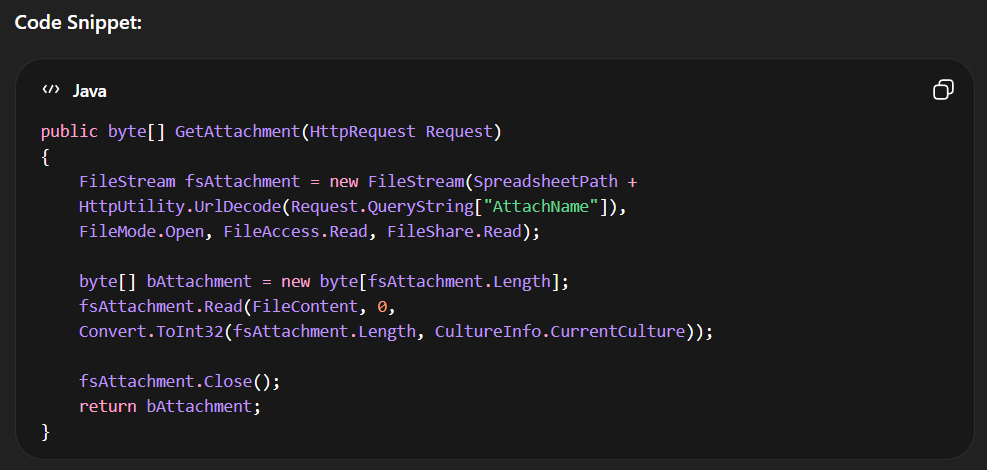 Code Snippet:
Java
public byte[] GetAttachment(HttpRequest Request)
{
    FileStream fsAttachment = new FileStream(SpreadsheetPath +
    HttpUtility.UrlDecode(Request.QueryString["AttachName"]),
    FileMode.Open, FileAccess.Read, FileShare.Read);

    byte[] bAttachment = new byte[fsAttachment.Length];
    fsAttachment.Read(FileContent, 0,
    Convert.ToInt32(fsAttachment.Length, CultureInfo.CurrentCulture));

    fsAttachment.Close();
    return bAttachment;
}